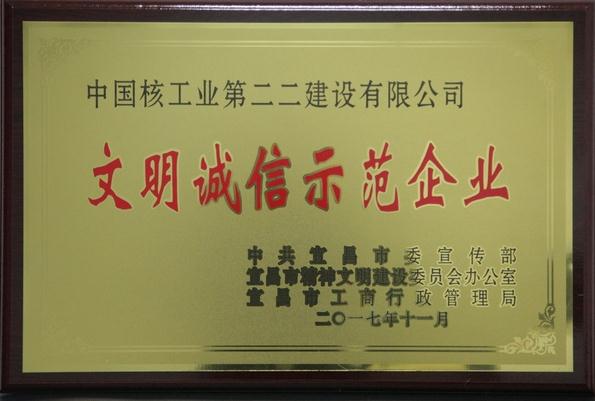 中国核工业第二二建设有限公司
文明诚信示范企业
中共宜昌市委宣传部
宜昌市精神文明建设委员会办公室
宜昌市工商行政管理局
二〇一七年十一月